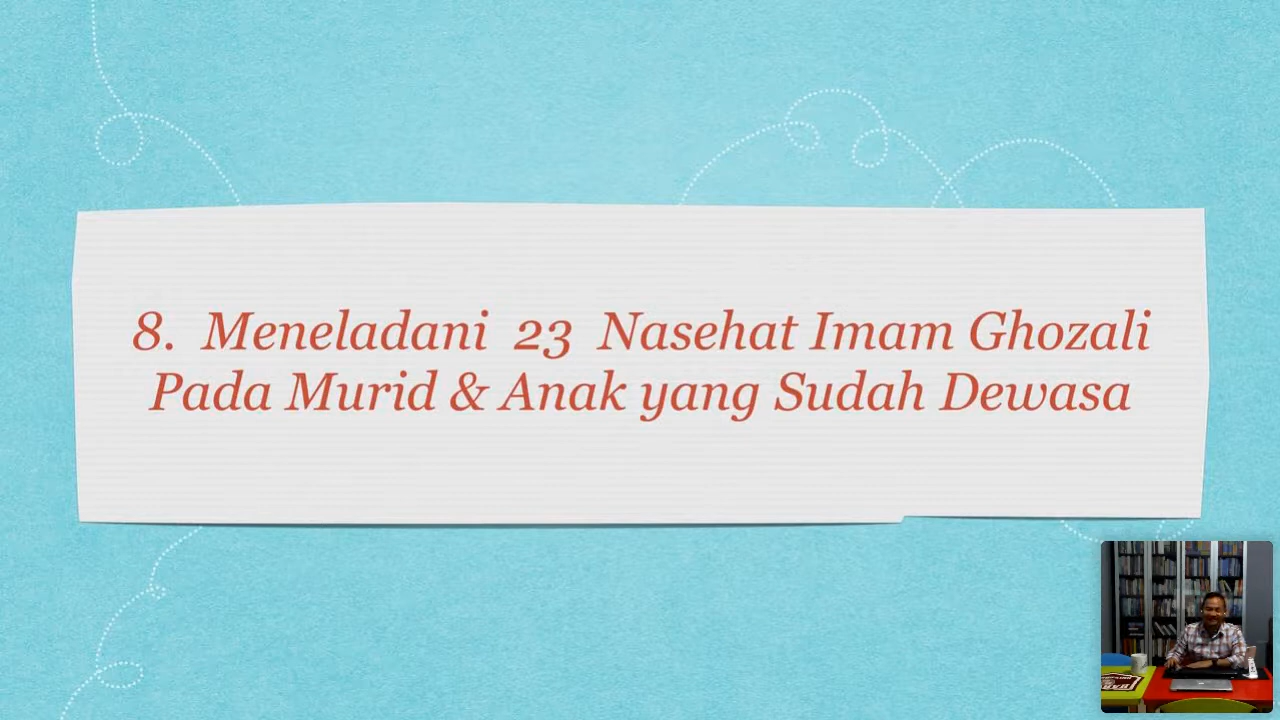 8. Meneladani 23 Nasehat Imam Ghozali
Pada Murid & Anak yang Sudah Dewasa